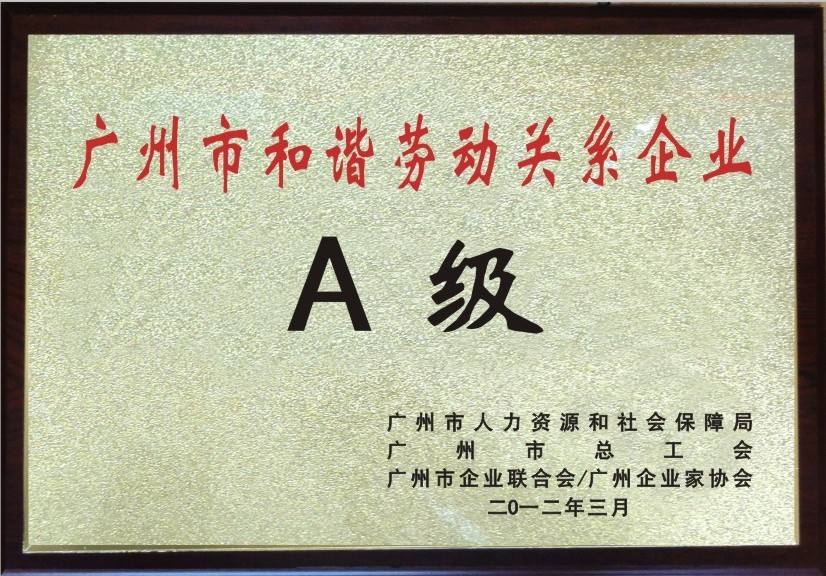 广州市和谐劳动关系企业
A 级
广州市人力资源和社会保障局
广州市总工会
广州市企业联合会/广州企业家协会
二0一二年三月